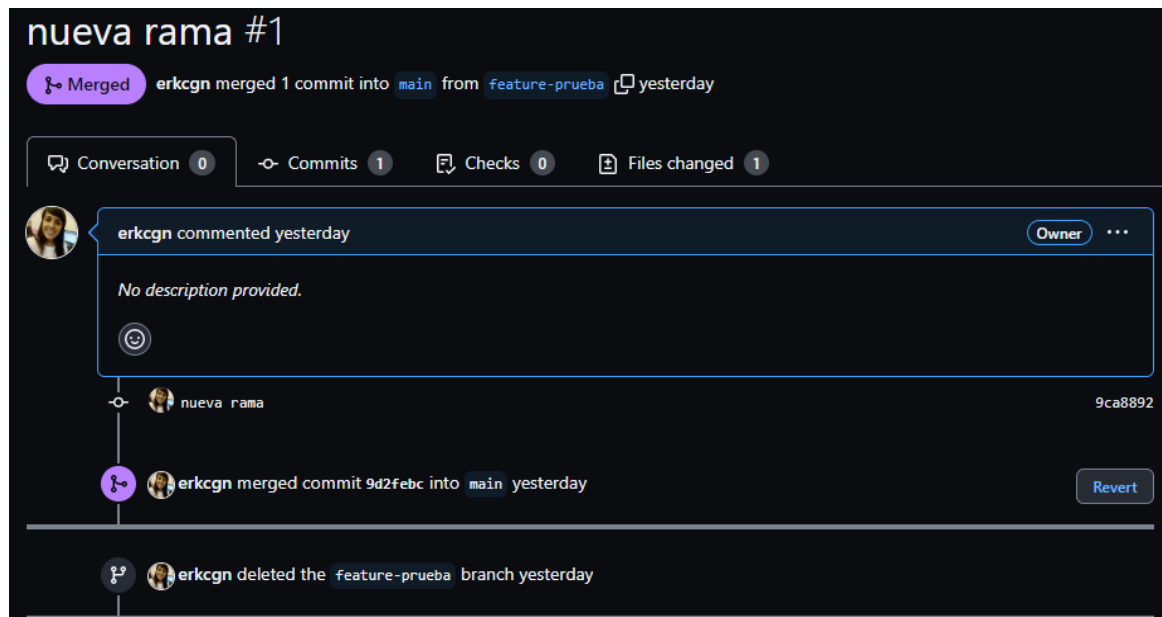 nueva rama #1
Merged erkcgn merged 1 commit into main from feature-prueba yesterday
Conversation 0 Commits 1 Checks 0 Files changed 1
erkcgn commented yesterday Owner
No description provided.
nueva rama 9ca8892
erkcgn merged commit 9d2febc into main yesterday Revert
erkcgn deleted the feature-prueba branch yesterday